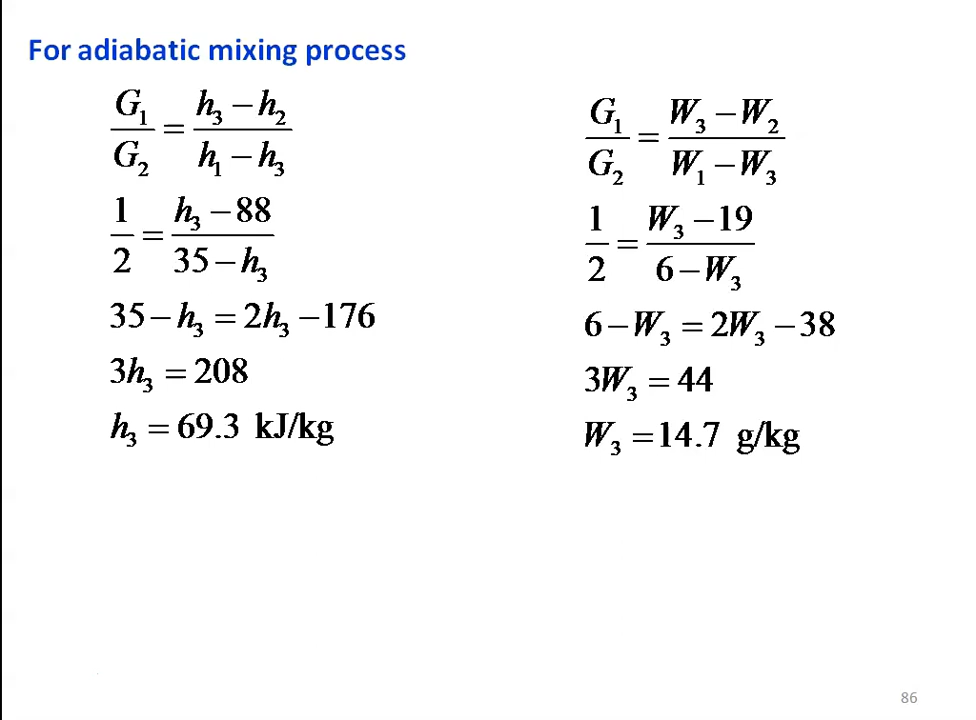 For adiabatic mixing process
G₁/G₂ = (h₃ − h₂)/(h₁ − h₃)
1/2 = (h₃ − 88)/(35 − h₃)
35 − h₃ = 2h₃ − 176
3h₃ = 208
h₃ = 69.3 kJ/kg
G₁/G₂ = (W₃ − W₂)/(W₁ − W₃)
1/2 = (W₃ − 19)/(6 − W₃)
6 − W₃ = 2W₃ − 38
3W₃ = 44
W₃ = 14.7 g/kg
86